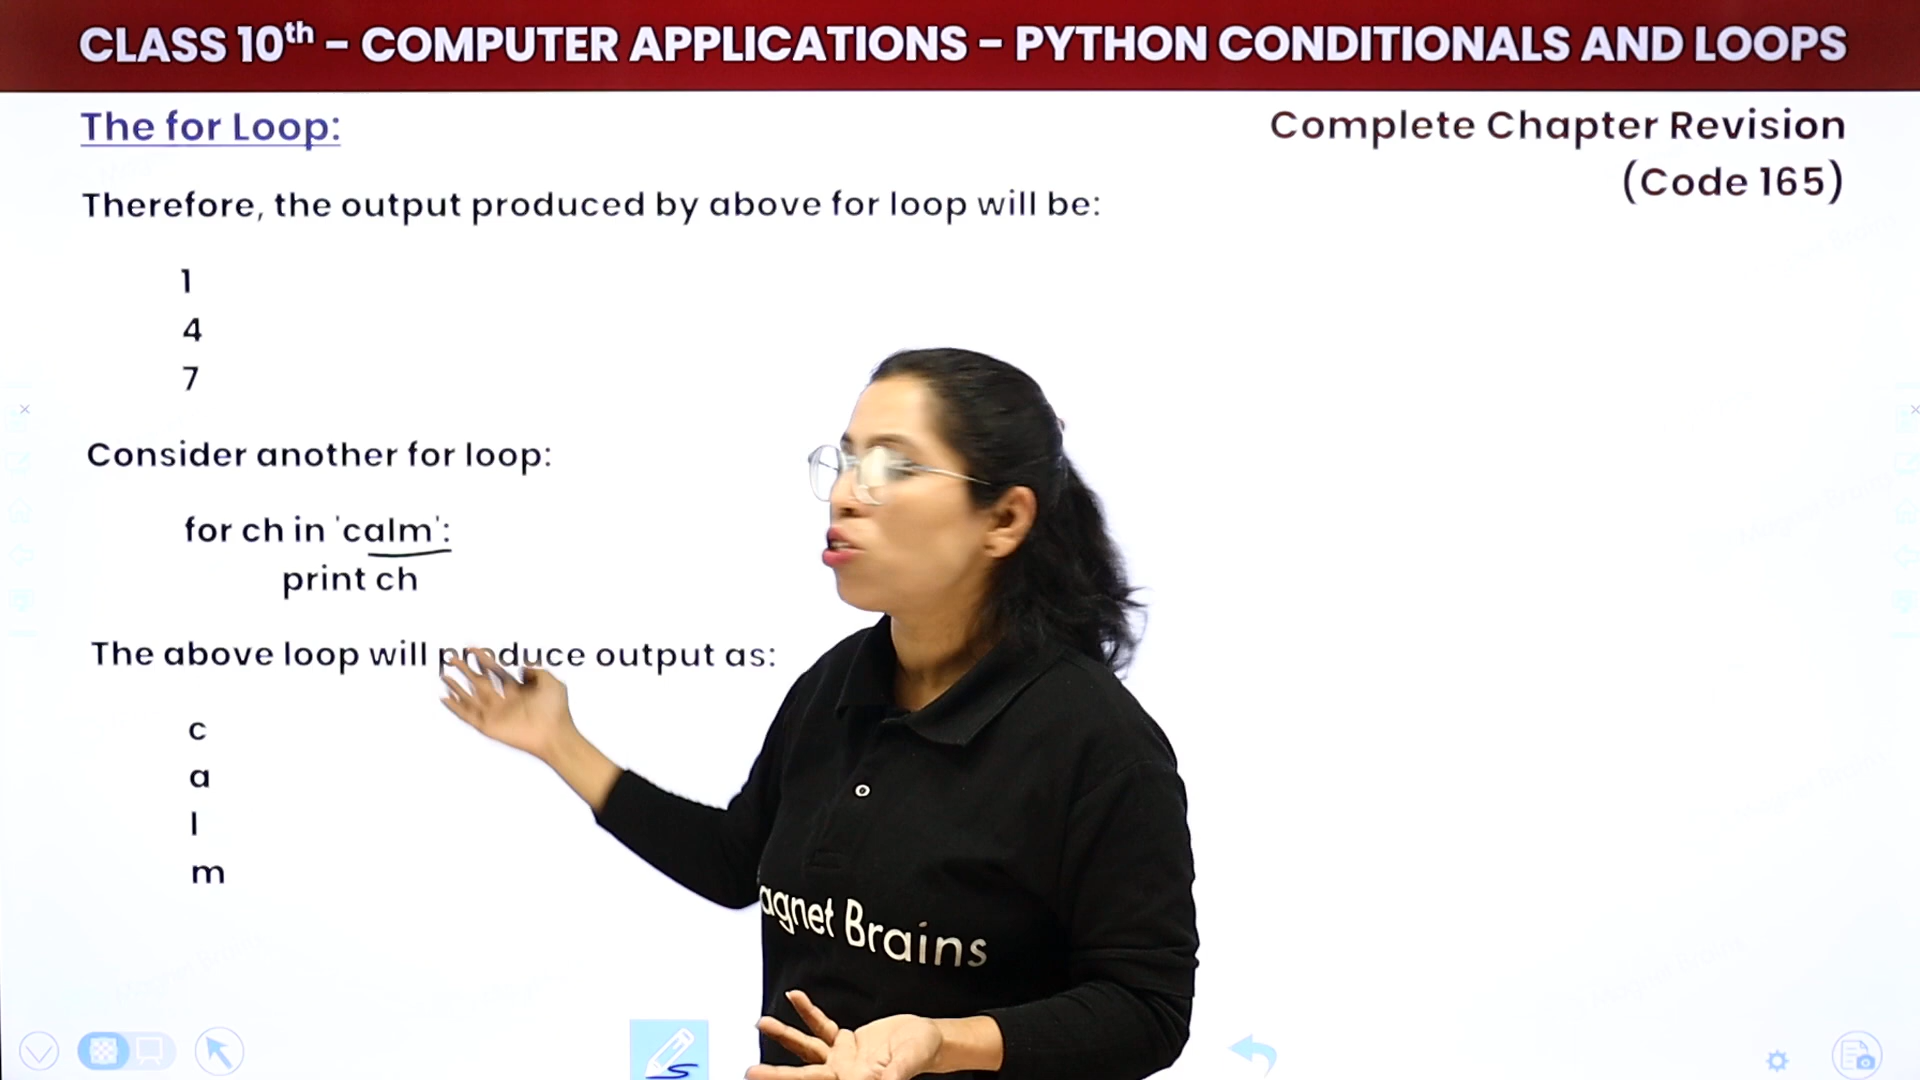 CLASS 10th – COMPUTER APPLICATIONS – PYTHON CONDITIONALS AND LOOPS
The for Loop:
Complete Chapter Revision
(Code 165)
Therefore, the output produced by above for loop will be:
1
4
7
Consider another for loop:
for ch in 'calm':
print ch
The above loop will produce output as:
c
a
l
m
agnet Brains